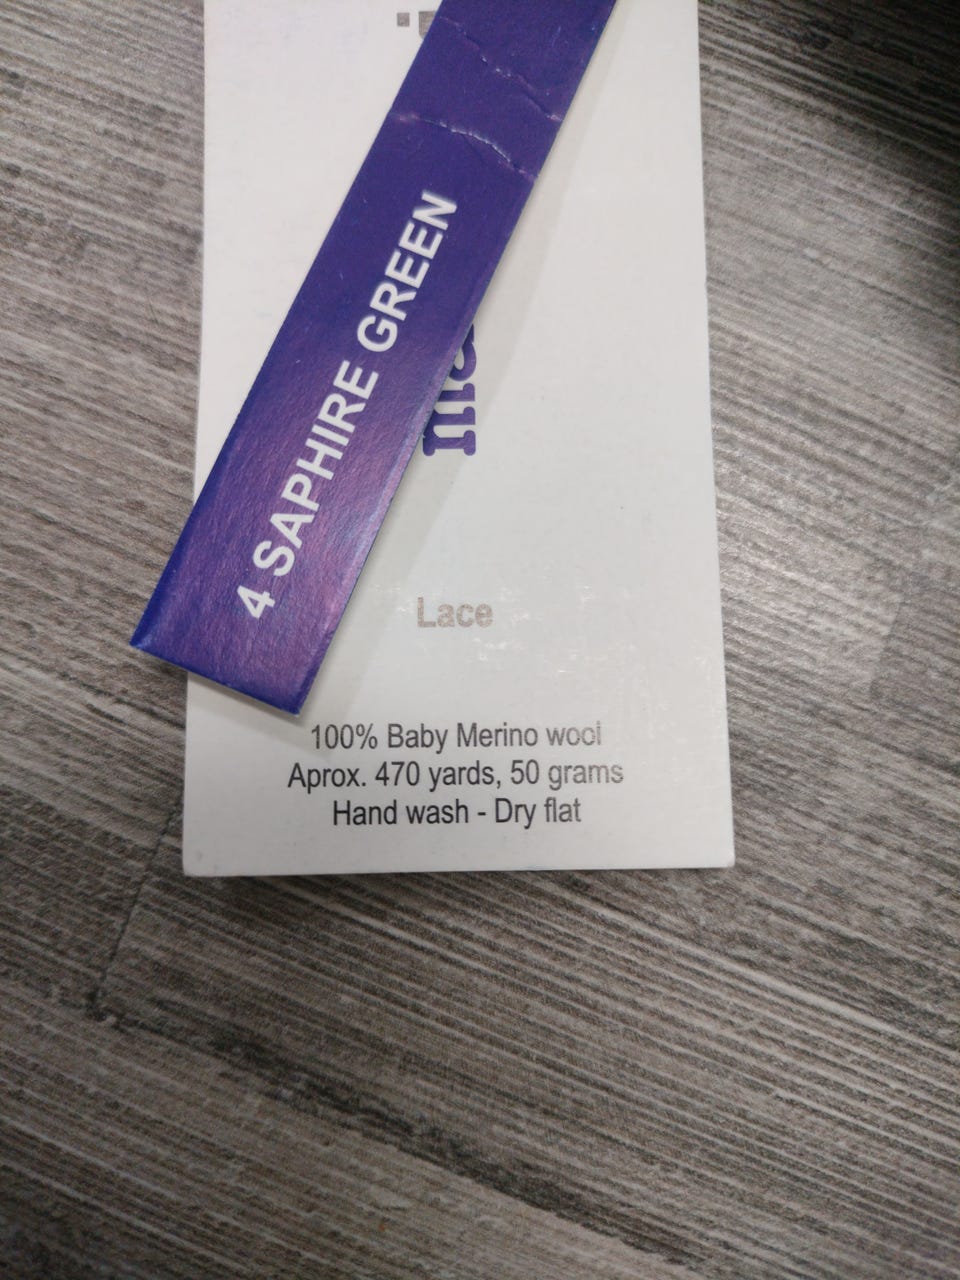 4 SAPHIRE GREEN
Lace
100% Baby Merino wool
Aprox. 470 yards, 50 grams
Hand wash - Dry flat